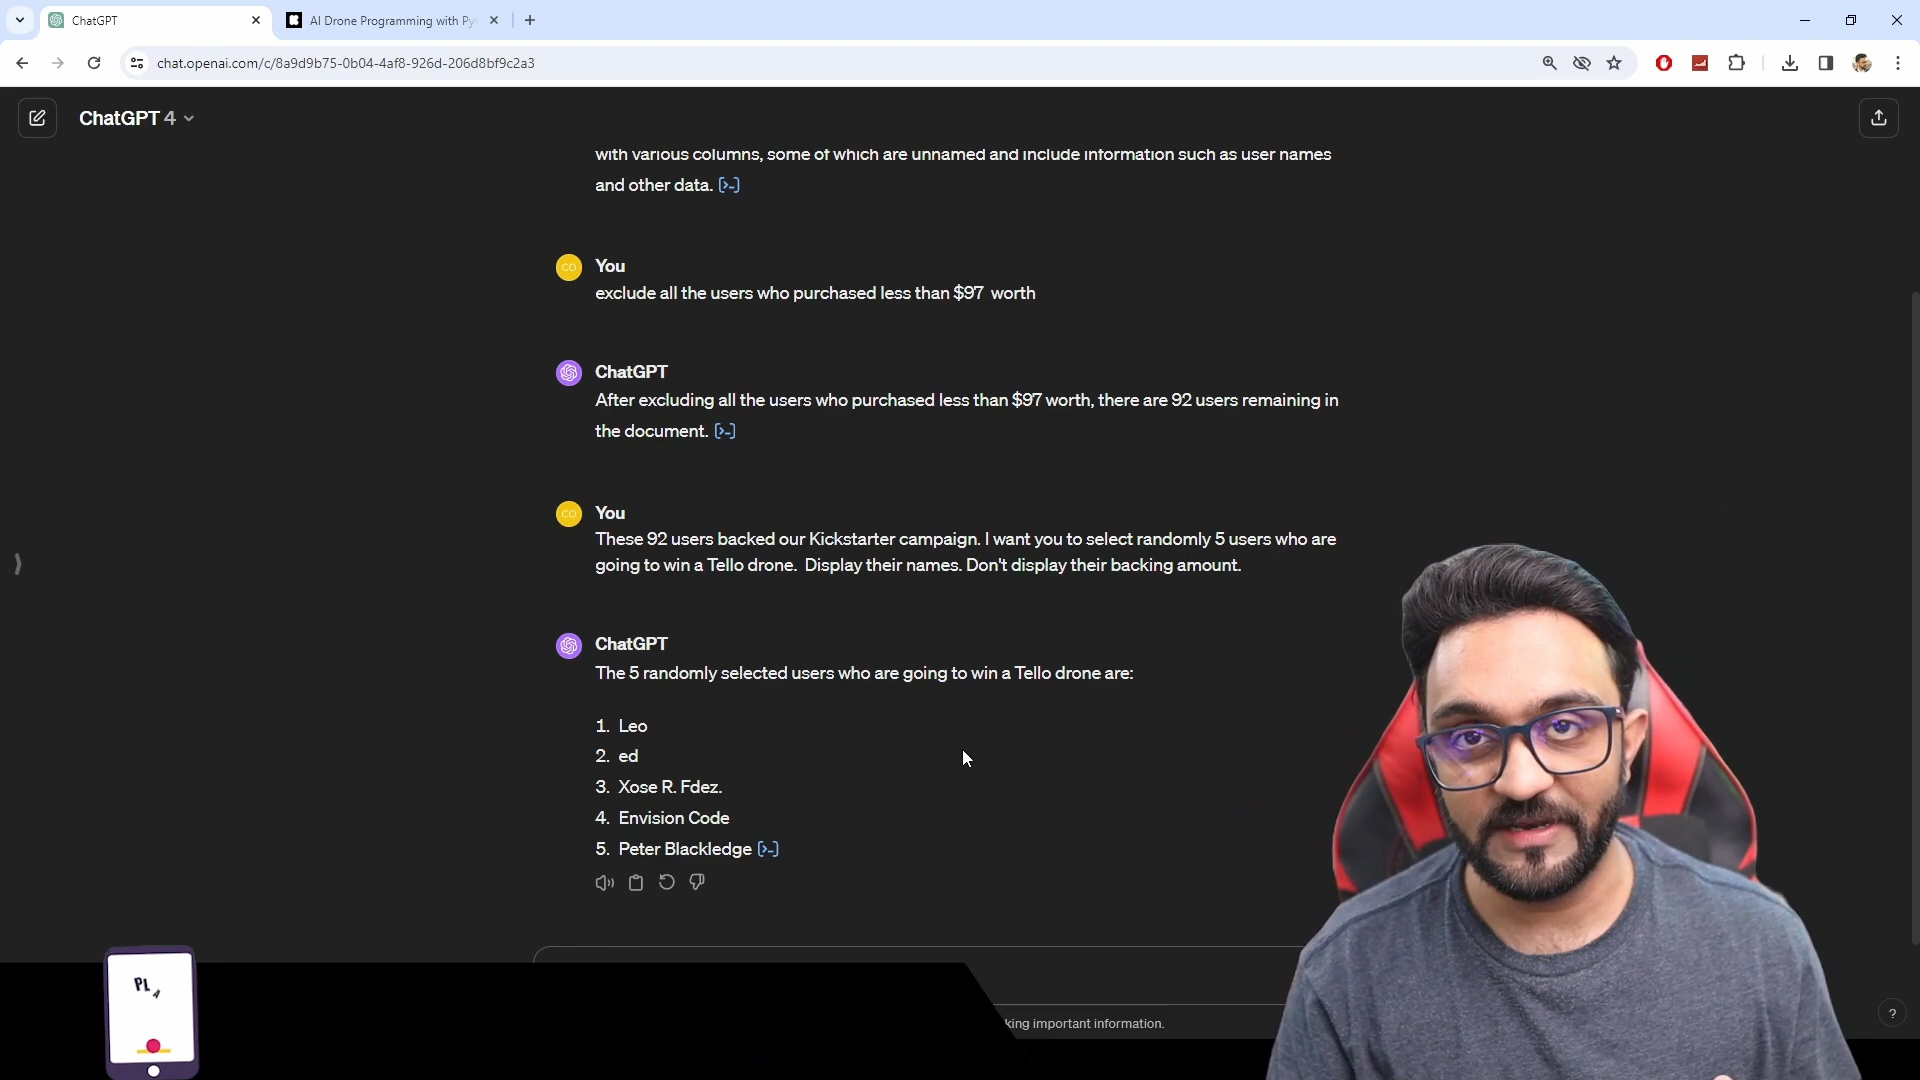 ChatGPT
AI Drone Programming with Py
chat.openai.com/c/8a9d9b75-0b04-4af8-926d-206d8bf9c2a3
ChatGPT 4
with various columns, some of which are unnamed and include information such as user names
and other data. [>-]
CO
You
exclude all the users who purchased less than $97 worth
ChatGPT
After excluding all the users who purchased less than $97 worth, there are 92 users remaining in
the document. [>-]
CO
You
These 92 users backed our Kickstarter campaign. I want you to select randomly 5 users who are
going to win a Tello drone. Display their names. Don't display their backing amount.
ChatGPT
The 5 randomly selected users who are going to win a Tello drone are:
1. Leo
2. ed
3. Xose R. Fdez.
4. Envision Code
5. Peter Blackledge [>-]
PLA
king important information.
?